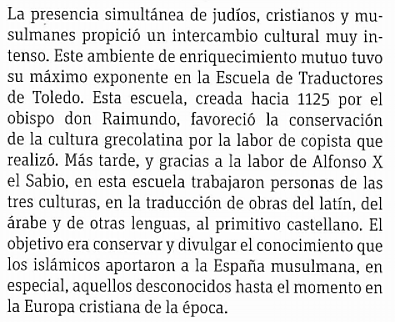 La presencia simultánea de judíos, cristianos y mu-
sulmanes propició un intercambio cultural muy in-
tenso. Este ambiente de enriquecimiento mutuo tuvo
su máximo exponente en la Escuela de Traductores
de Toledo. Esta escuela, creada hacia 1125 por el
obispo don Raimundo, favoreció la conservación
de la cultura grecolatina por la labor de copista que
realizó. Más tarde, y gracias a la labor de Alfonso X
el Sabio, en esta escuela trabajaron personas de las
tres culturas, en la traducción de obras del latín, del
árabe y de otras lenguas, al primitivo castellano. El
objetivo era conservar y divulgar el conocimiento que
los islámicos aportaron a la España musulmana, en
especial, aquellos desconocidos hasta el momento en
la Europa cristiana de la época.